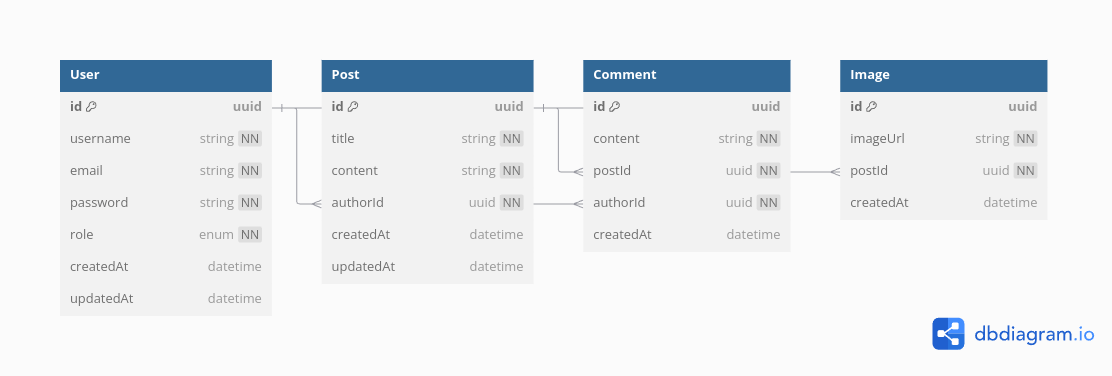 User
id uuid
username string NN
email string NN
password string NN
role enum NN
createdAt datetime
updatedAt datetime
Post
id uuid
title string NN
content string NN
authorId uuid NN
createdAt datetime
updatedAt datetime
Comment
id uuid
content string NN
postId uuid NN
authorId uuid NN
createdAt datetime
Image
id uuid
imageUrl string NN
postId uuid NN
createdAt datetime
dbdiagram.io